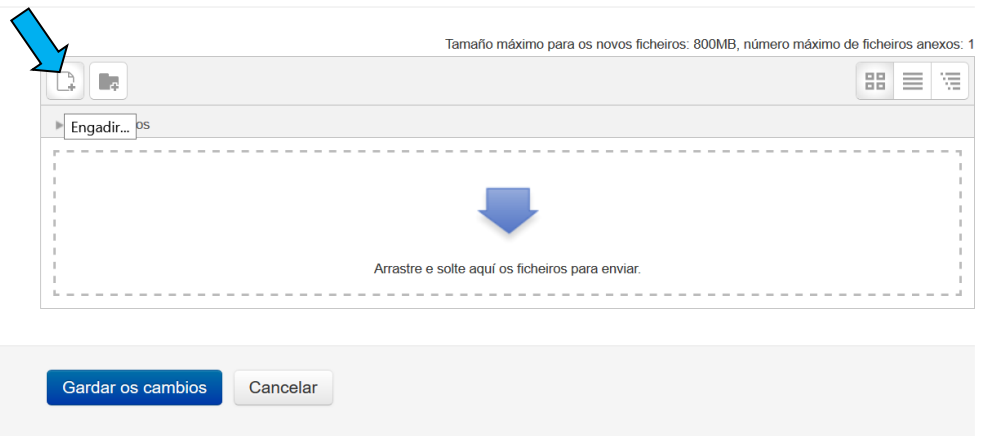 Tamaño máximo para os novos ficheiros: 800MB, número máximo de ficheiros anexos: 1
Engadir...
os
Arrastre e solte aquí os ficheiros para enviar.
Gardar os cambios Cancelar